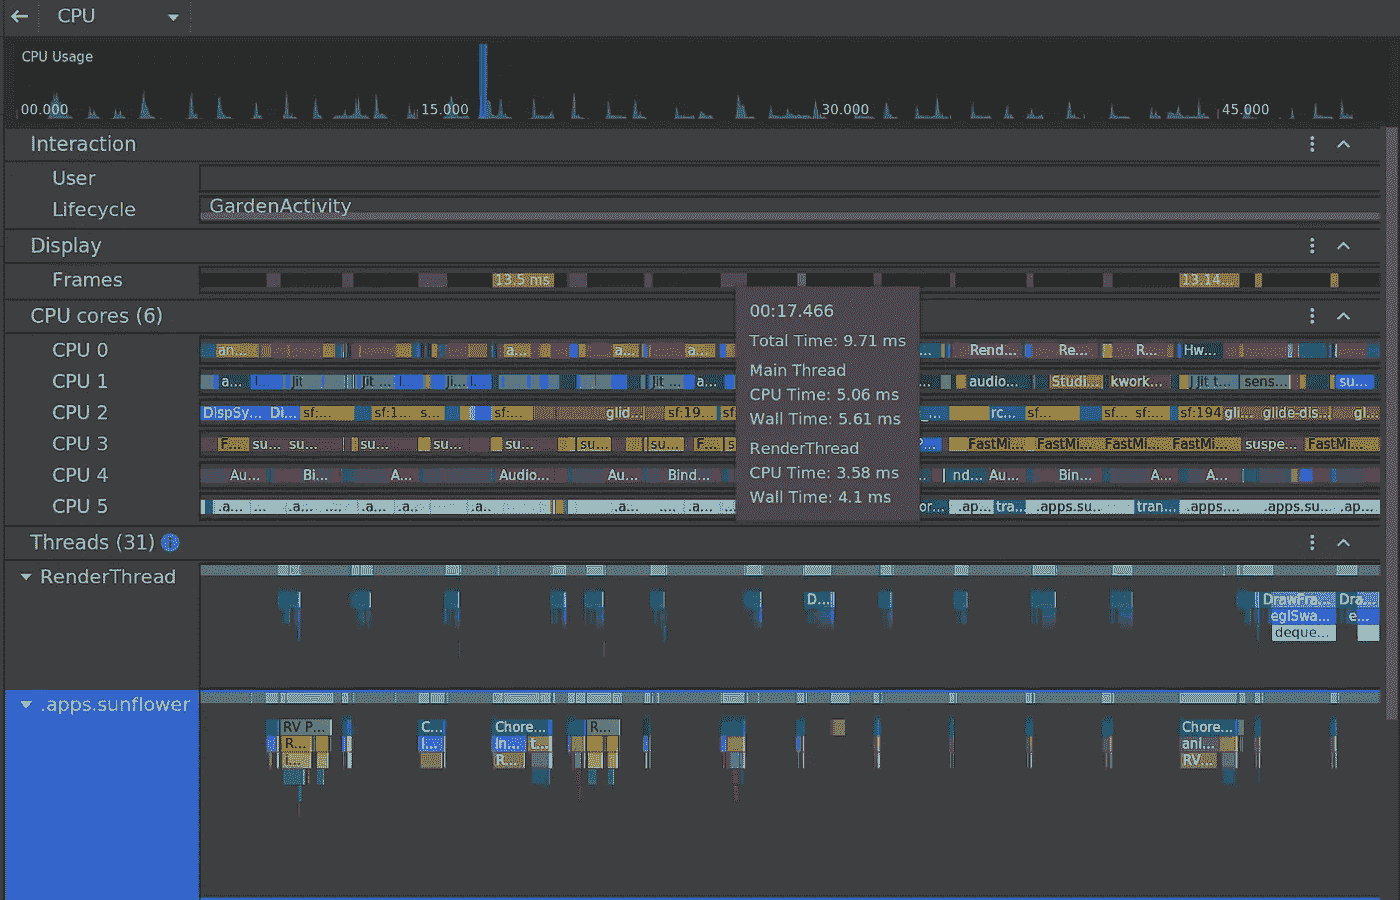 CPU
CPU Usage
00.000 15.000 30.000 45.000
Interaction
User
Lifecycle GardenActivity
Display
Frames 13.5 ms 13.14...
CPU cores (6)
CPU 0 an... a... a... a... Rend... Re... R... Hw...
CPU 1 a... Jit Jit ... Ji... Jit ... a... audio... Studi... kwork... Jit t... sens... su...
CPU 2 DispSy... Di... sf:... sf:1... s... sf:... glid... sf:19... sf rc... sf:... sf... sf:... sf:194 gli... glide-dis... gl...
CPU 3 F... su... su... su... su... su... su... su... F... s... FastMi... FastMi... FastMi... FastMi... suspe... FastMi...
CPU 4 Au... Bi... A... Audio... Au... Bind... nd... Au... Bin... A... A...
CPU 5 .a... ... .a... ... .a... .a... .a... .a... .a... ... .a... or... .ap... tra... .apps.su... tran... .apps.... .apps.su... .ap...
00:17.466
Total Time: 9.71 ms
Main Thread
CPU Time: 5.06 ms
Wall Time: 5.61 ms
RenderThread
CPU Time: 3.58 ms
Wall Time: 4.1 ms
Threads (31)
RenderThread
D... DrawFra... Dra...
eglSwa... e...
deque...
.apps.sunflower
RV P... C... Chore... R... Chore...
R... I... In... t... ani...
R... RV...